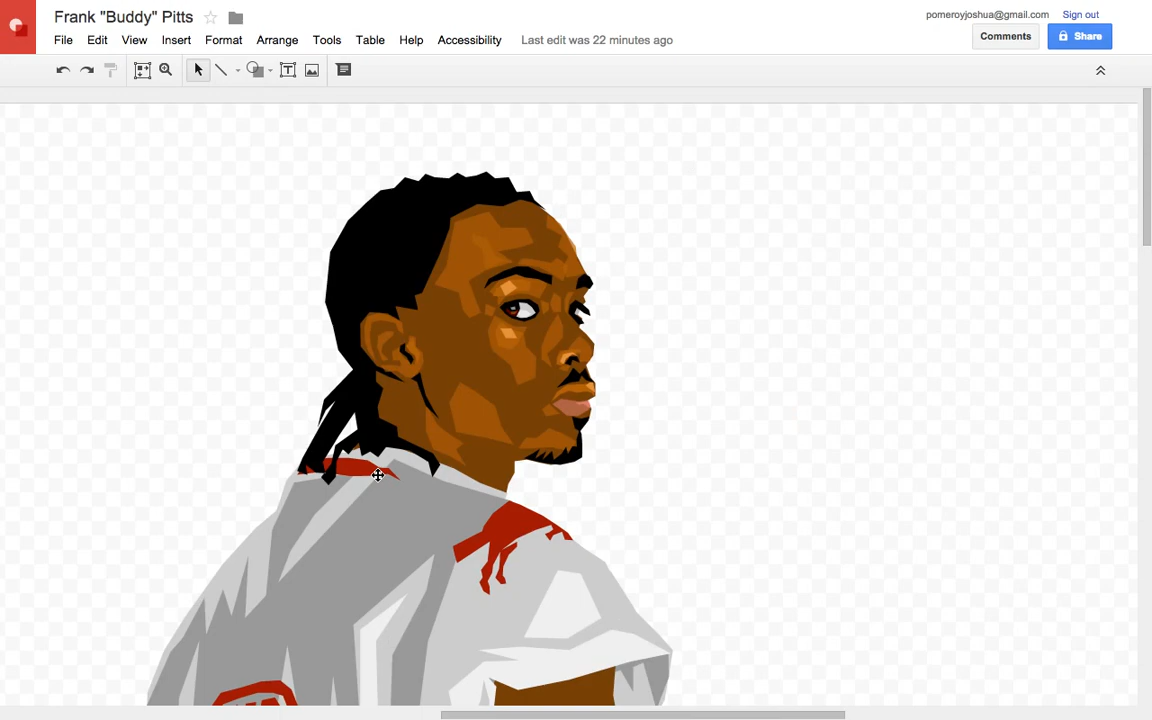 Frank "Buddy" Pitts
pomeroyjoshua@gmail.com Sign out
File Edit View Insert Format Arrange Tools Table Help Accessibility Last edit was 22 minutes ago
Comments Share